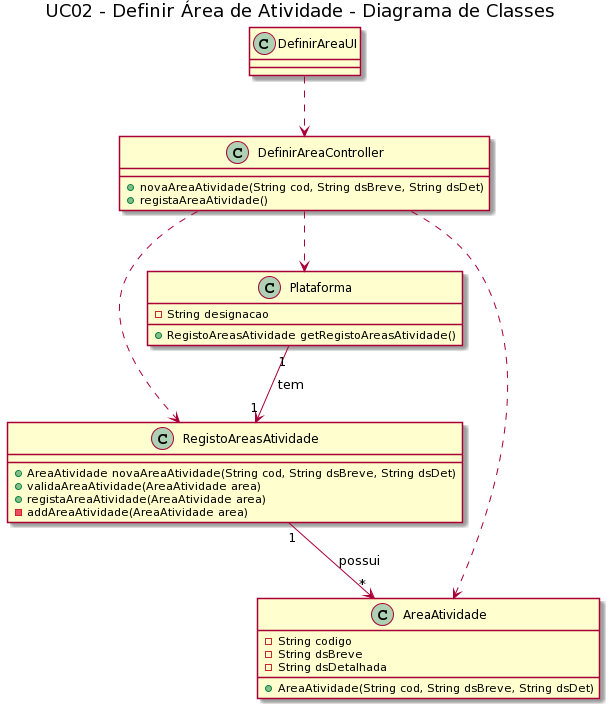 UC02 - Definir Área de Atividade - Diagrama de Classes
C DefinirAreaUI
C DefinirAreaController
novaAreaAtividade(String cod, String dsBreve, String dsDet)
registaAreaAtividade()
C Plataforma
String designacao
RegistoAreasAtividade getRegistoAreasAtividade()
1
tem
1
C RegistoAreasAtividade
AreaAtividade novaAreaAtividade(String cod, String dsBreve, String dsDet)
validaAreaAtividade(AreaAtividade area)
registaAreaAtividade(AreaAtividade area)
addAreaAtividade(AreaAtividade area)
1
possui
*
C AreaAtividade
String codigo
String dsBreve
String dsDetalhada
AreaAtividade(String cod, String dsBreve, String dsDet)